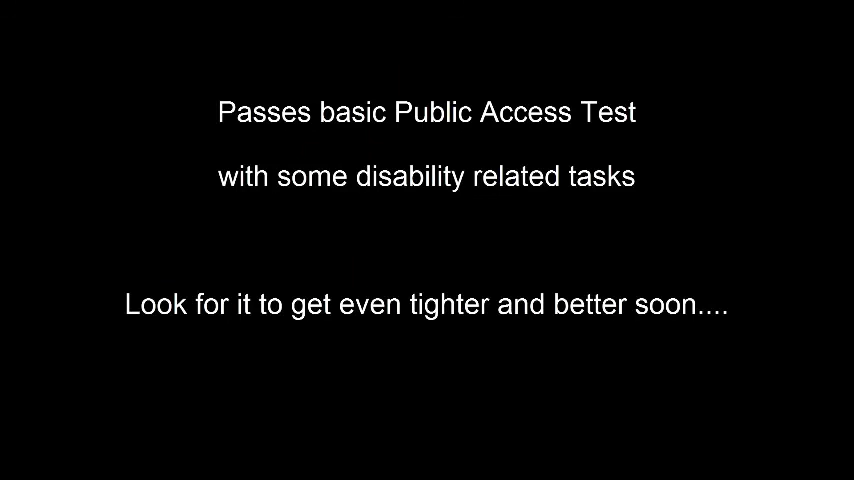 Passes basic Public Access Test
with some disability related tasks
Look for it to get even tighter and better soon....